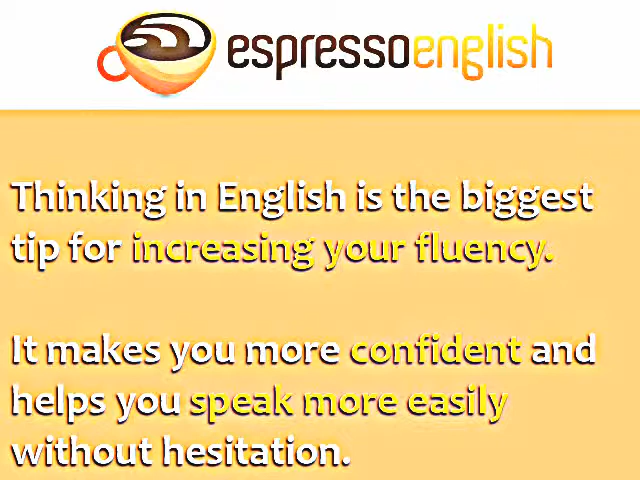 espressoenglish
Thinking in English is the biggest
tip for increasing your fluency.
It makes you more confident and
helps you speak more easily
without hesitation.